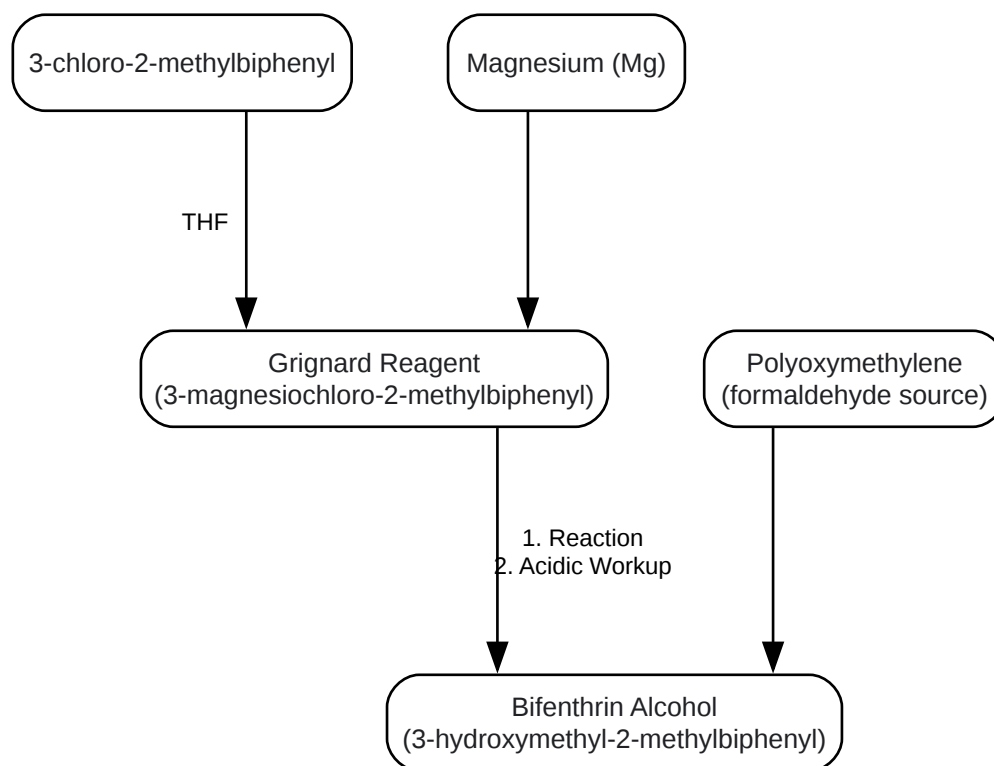 3-chloro-2-methylbiphenyl
Magnesium (Mg)
THF
Grignard Reagent
(3-magnesiochloro-2-methylbiphenyl)
Polyoxymethylene
(formaldehyde source)
1. Reaction
2. Acidic Workup
Bifenthrin Alcohol
(3-hydroxymethyl-2-methylbiphenyl)